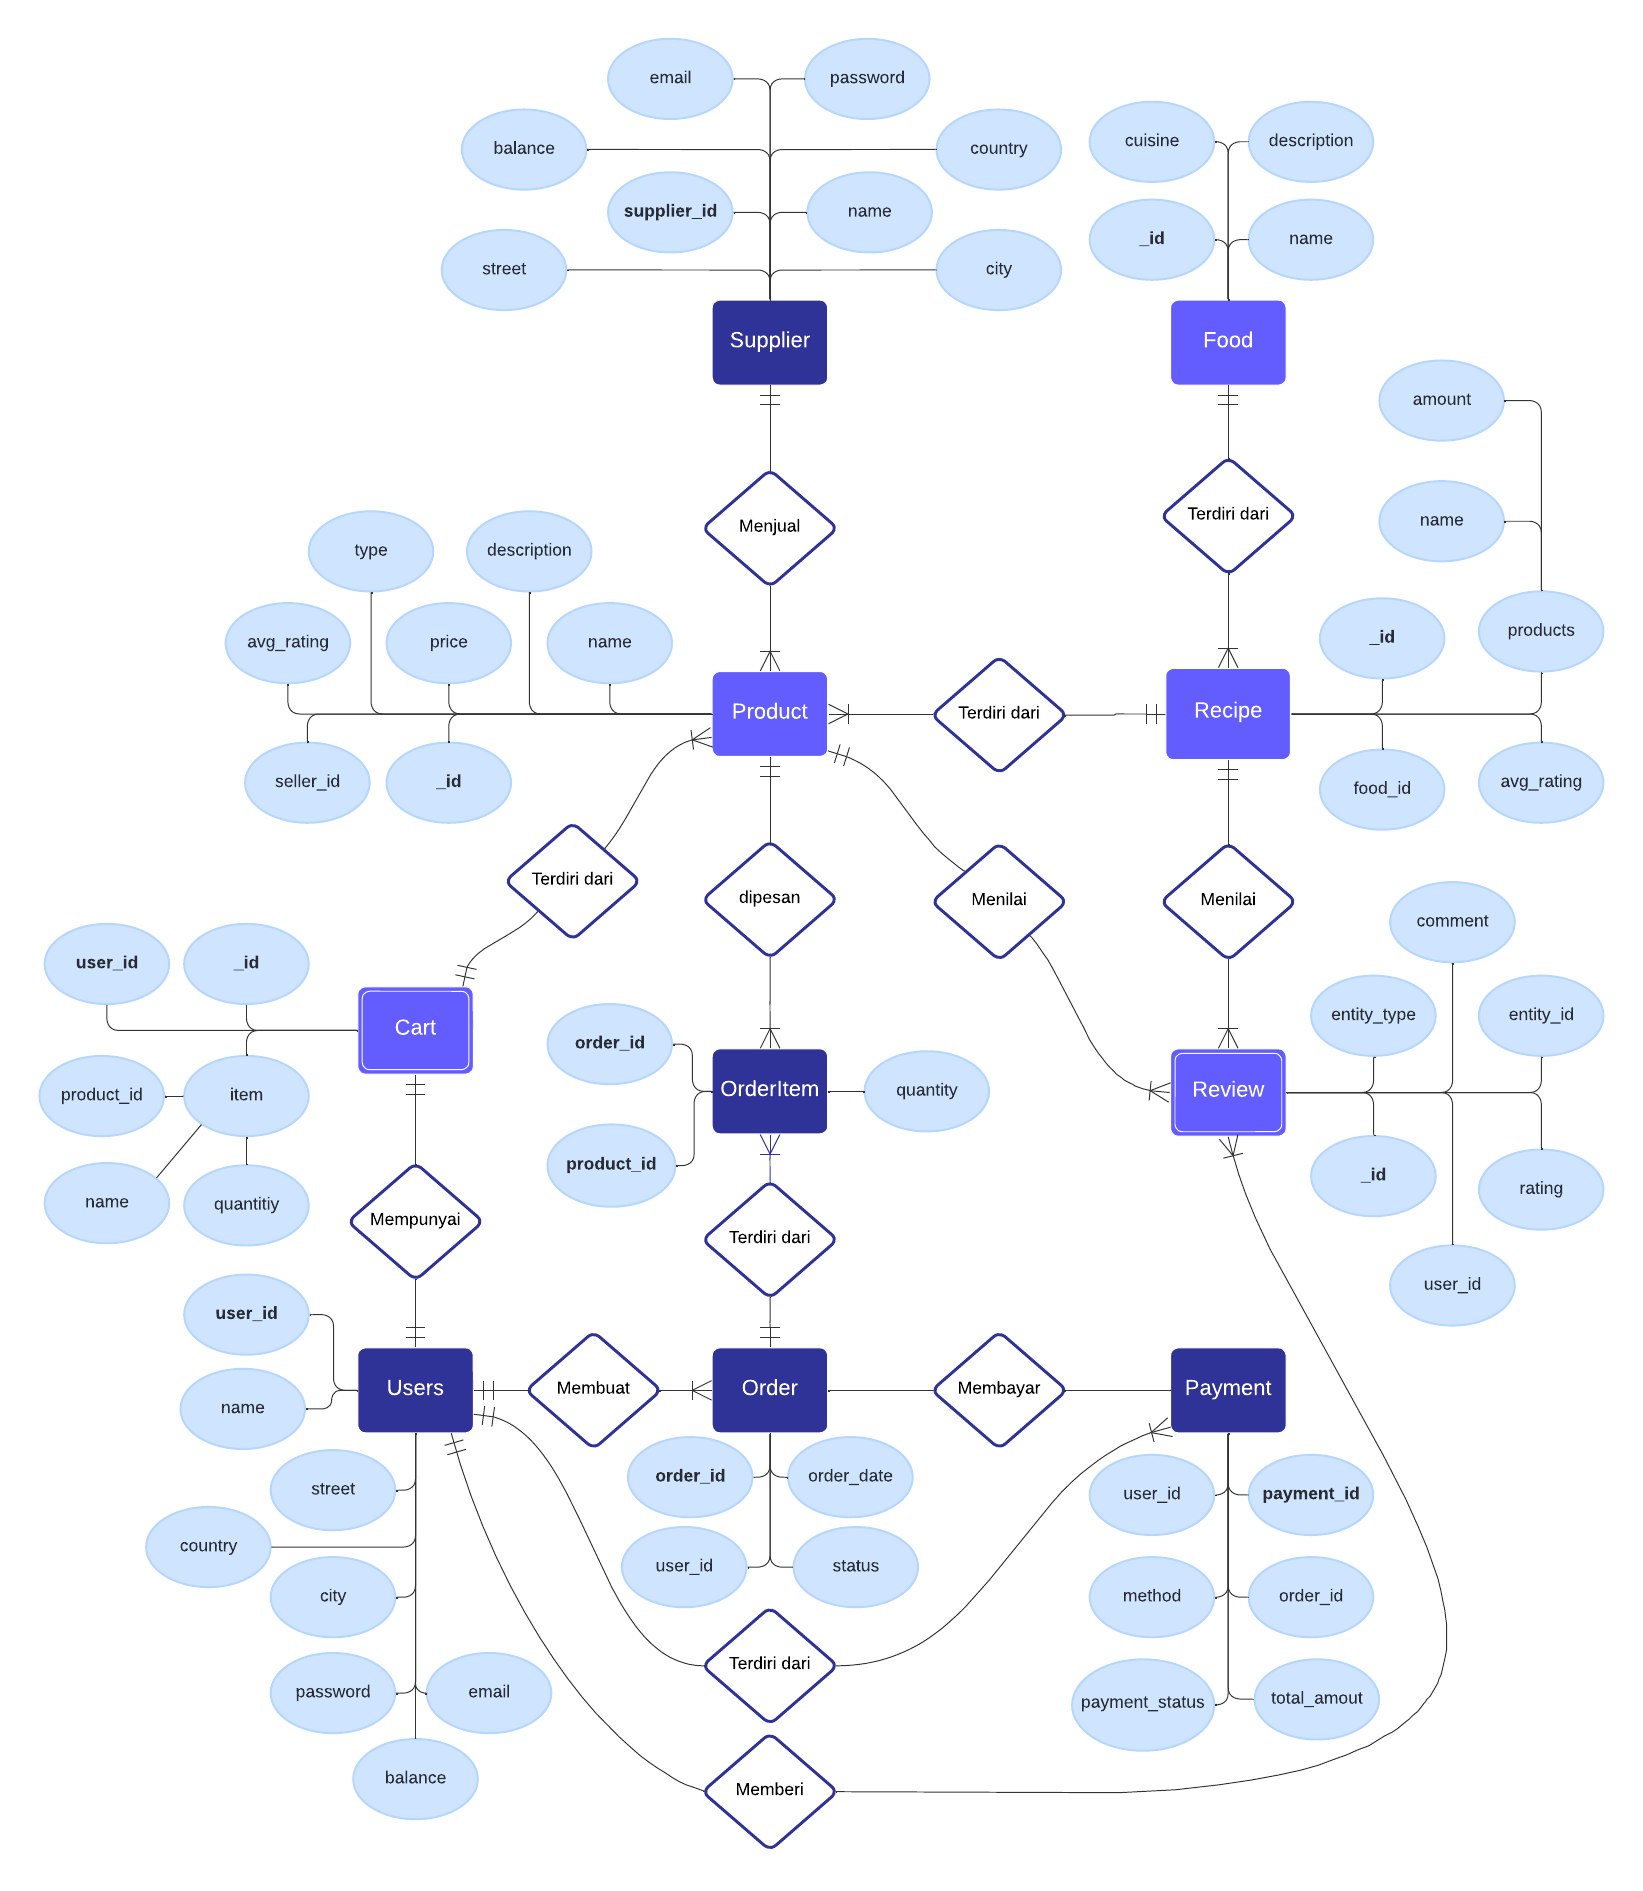 email
password
balance
country
cuisine
description
supplier_id
name
_id
name
street
city
Supplier
Food
amount
Menjual
Terdiri dari
name
type
description
avg_rating
price
name
_id
products
Product
Terdiri dari
Recipe
seller_id
_id
food_id
avg_rating
Terdiri dari
dipesan
Menilai
Menilai
comment
user_id
_id
Cart
order_id
entity_type
entity_id
product_id
item
OrderItem
quantity
Review
product_id
name
quantitiy
_id
rating
Mempunyai
Terdiri dari
user_id
user_id
name
Users
Membuat
Order
Membayar
Payment
street
order_id
order_date
user_id
payment_id
country
user_id
status
city
method
order_id
password
email
Terdiri dari
payment_status
total_amout
balance
Memberi